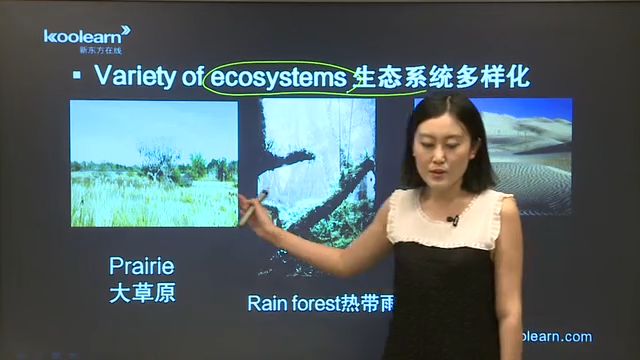 koolearn
新东方在线
▪ Variety of ecosystems 生态系统多样化
Prairie
大草原
Rain forest热带雨
olearn.com